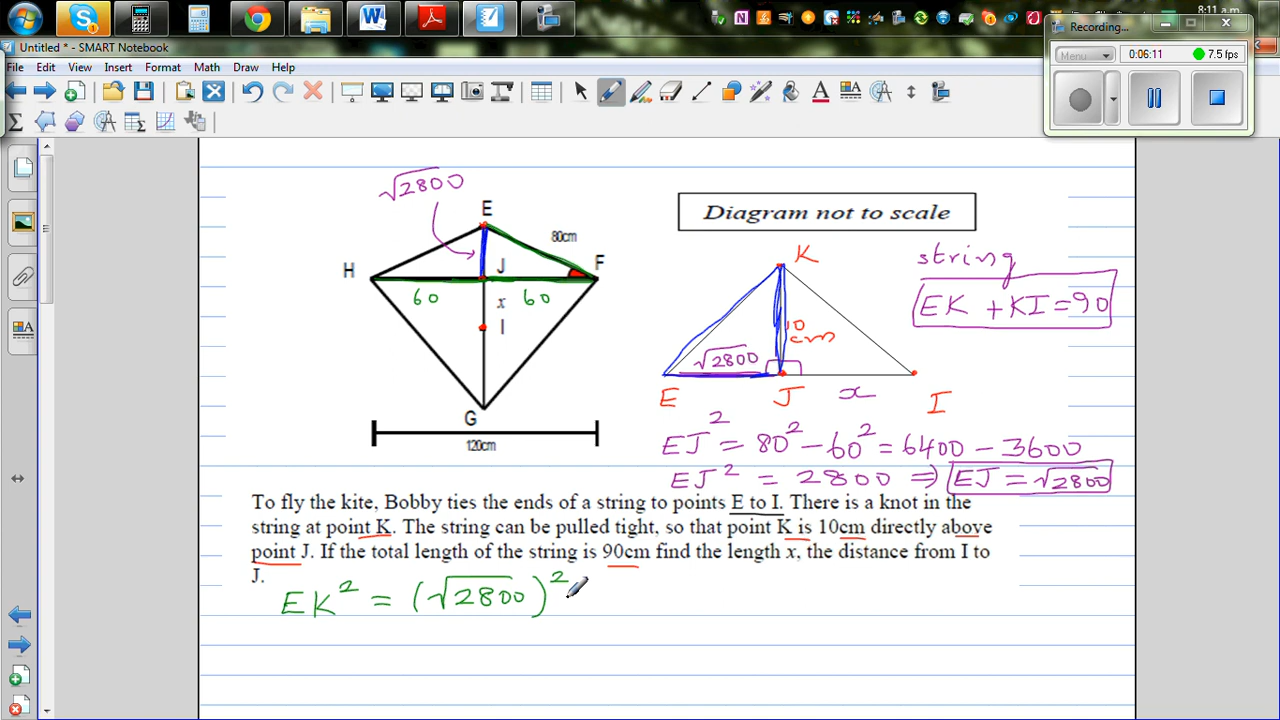 8:11 a.m.
Untitled * - SMART Notebook
Recording...
File Edit View Insert Format Math Draw Help
Menu
0:06:11
7.5 fps
√2800
E
80cm
H
J
F
60
x
60
I
G
120cm
Diagram not to scale
K
string
EK + KI = 90
10
cm
√2800
E
J
x
I
EJ² = 80² - 60² = 6400 - 3600
EJ² = 2800 ⇒ EJ = √2800
To fly the kite, Bobby ties the ends of a string to points E to I. There is a knot in the
string at point K. The string can be pulled tight, so that point K is 10cm directly above
point J. If the total length of the string is 90cm find the length x, the distance from I to
J.
EK² = (√2800)²